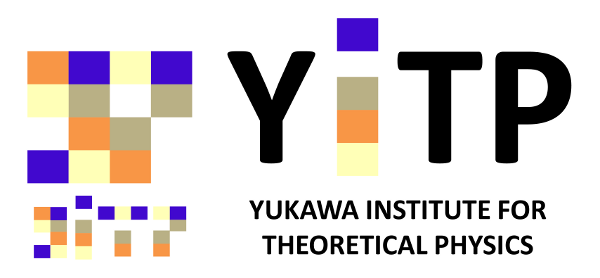 YiTP
YUKAWA INSTITUTE FOR
THEORETICAL PHYSICS